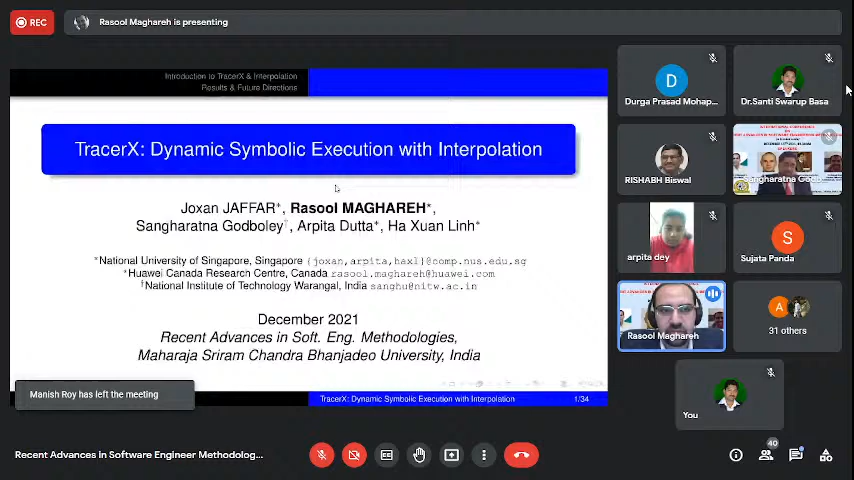 REC
Rasool Maghareh is presenting
Introduction to TracerX & Interpolation
Results & Future Directions
TracerX: Dynamic Symbolic Execution with Interpolation
Joxan JAFFAR*, Rasool MAGHAREH*,
Sangharatna Godboley†, Arpita Dutta*, Ha Xuan Linh*
*National University of Singapore, Singapore {joxan,arpita,haxl}@comp.nus.edu.sg
*Huawei Canada Research Centre, Canada rasool.maghareh@huawei.com
†National Institute of Technology Warangal, India sanghu@nitw.ac.in
December 2021
Recent Advances in Soft. Eng. Methodologies,
Maharaja Sriram Chandra Bhanjadeo University, India
Manish Roy has left the meeting
TracerX: Dynamic Symbolic Execution with Interpolation 1/34
D
Durga Prasad Mohap...
Dr.Santi Swarup Basa
RISHABH Biswal
Sangharatna Godb
arpita dey
S
Sujata Panda
Rasool Maghareh
A
31 others
You
Recent Advances in Software Engineer Methodolog...
40